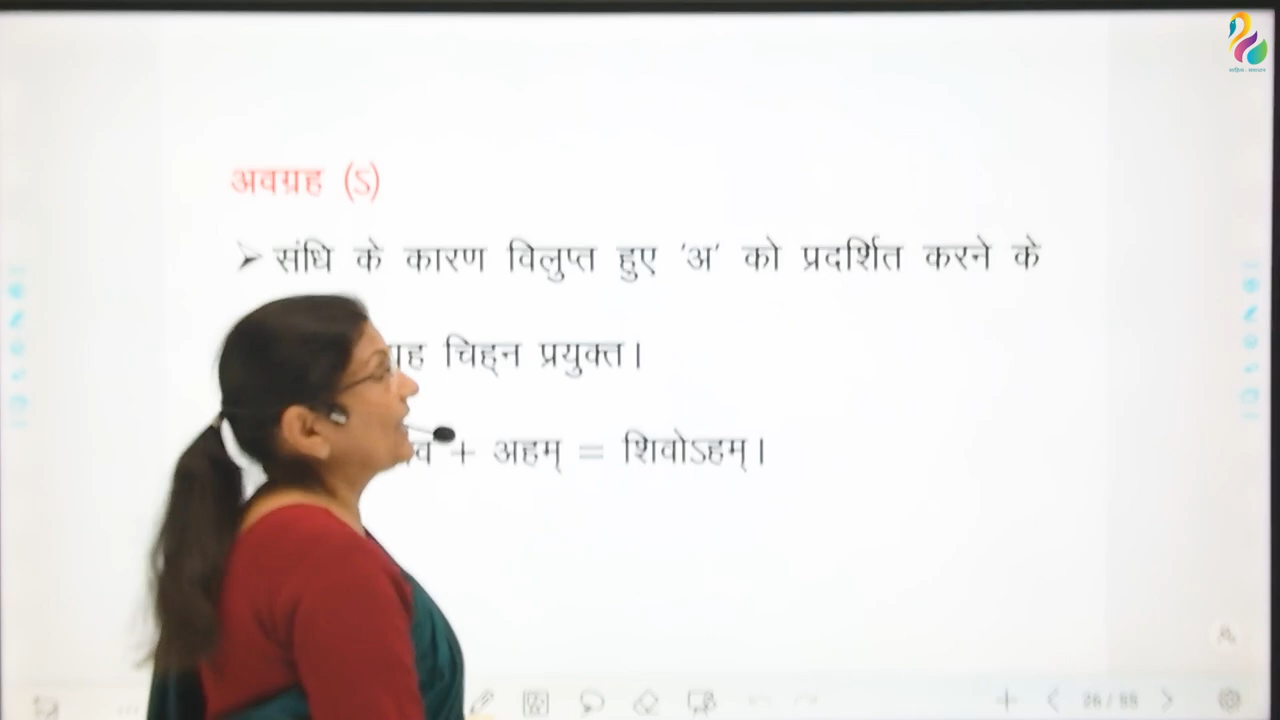 अवग्रह (S)
➤ संधि के कारण विलुप्त हुए 'अ' को प्रदर्शित करने के
चिह्न प्रयुक्त।
+ अहम् = शिवोऽहम्।
26/55